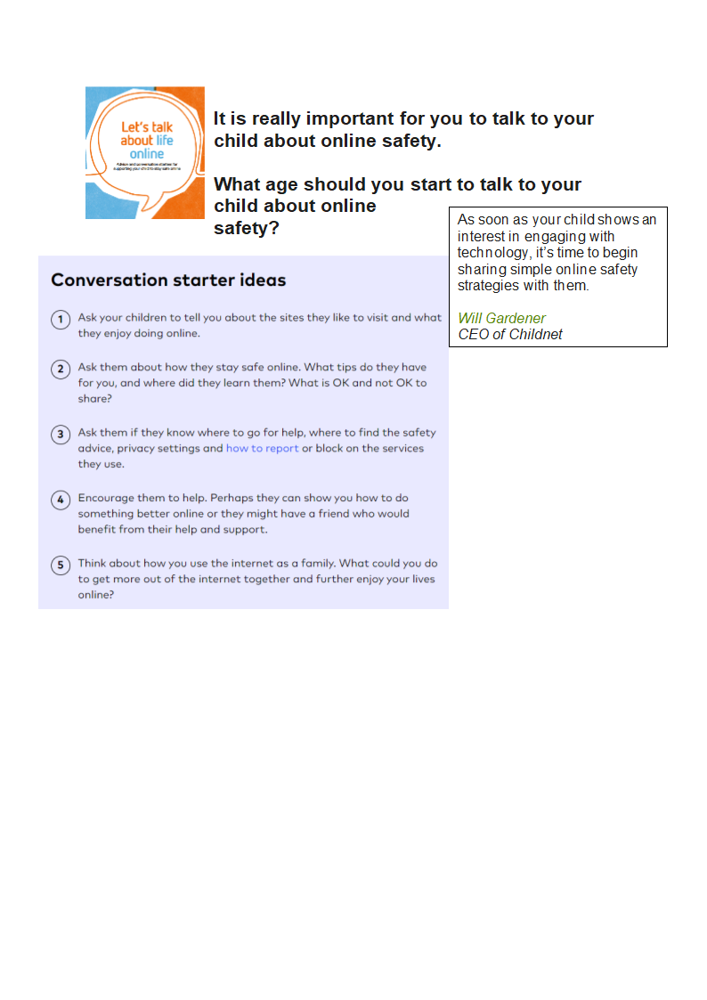 Let's talk
about life
online
Advice and conversation starters for
supporting your child to stay safe online
It is really important for you to talk to your
child about online safety.
What age should you start to talk to your
child about online
safety?
As soon as your child shows an
interest in engaging with
technology, it's time to begin
sharing simple online safety
strategies with them.
Will Gardener
CEO of Childnet
Conversation starter ideas
1 Ask your children to tell you about the sites they like to visit and what
they enjoy doing online.
2 Ask them about how they stay safe online. What tips do they have
for you, and where did they learn them? What is OK and not OK to
share?
3 Ask them if they know where to go for help, where to find the safety
advice, privacy settings and how to report or block on the services
they use.
4 Encourage them to help. Perhaps they can show you how to do
something better online or they might have a friend who would
benefit from their help and support.
5 Think about how you use the internet as a family. What could you do
to get more out of the internet together and further enjoy your lives
online?